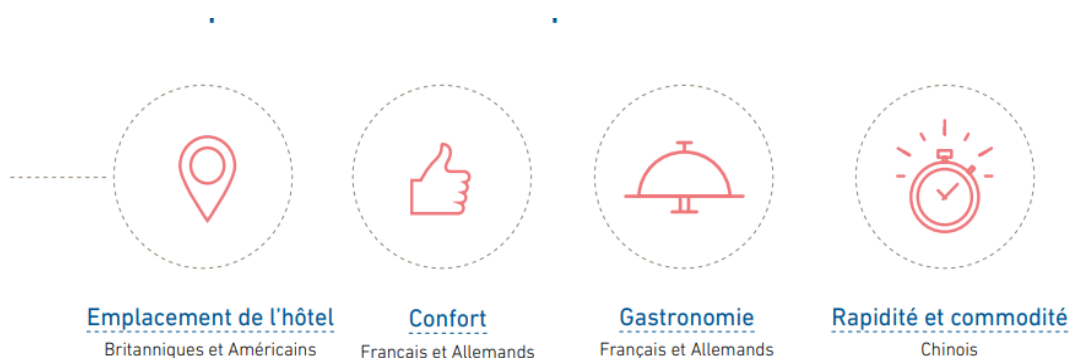 Emplacement de l'hôtel
Britanniques et Américains
Confort
Français et Allemands
Gastronomie
Français et Allemands
Rapidité et commodité
Chinois